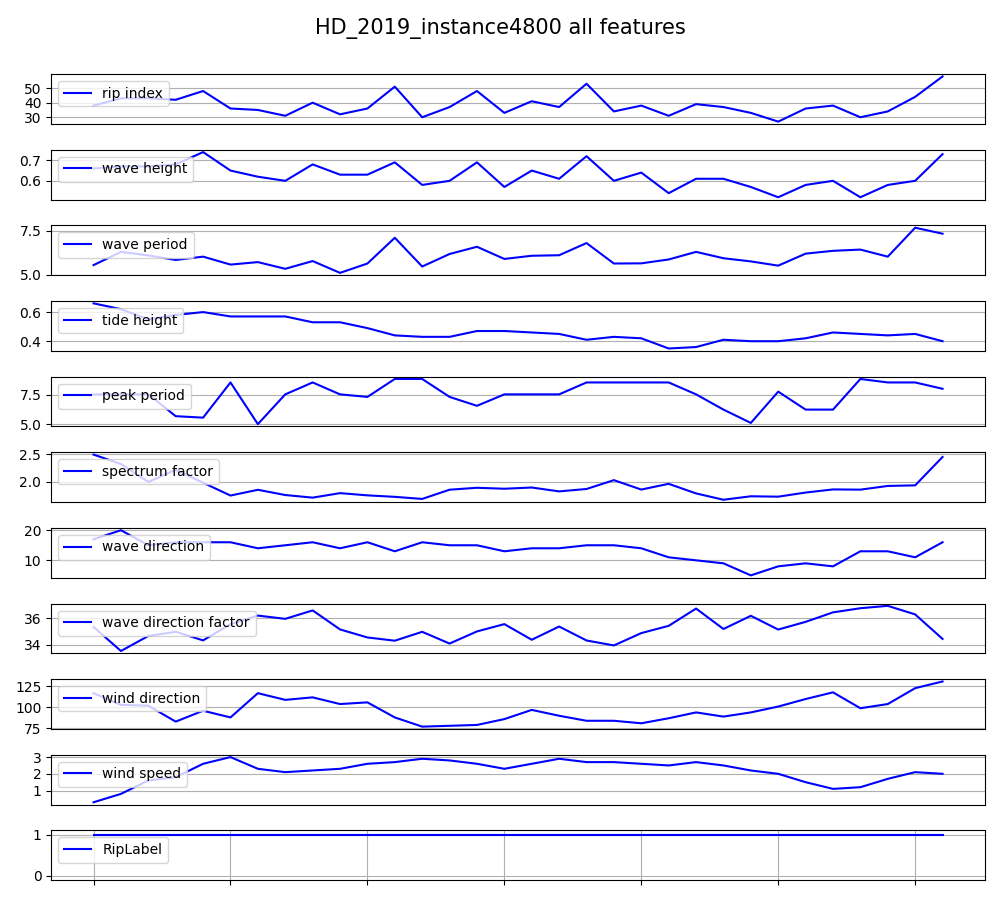 HD_2019_instance4800 all features
50
40
30
rip index
0.7
0.6
wave height
7.5
5.0
wave period
0.6
0.4
tide height
7.5
5.0
peak period
2.5
2.0
spectrum factor
20
10
wave direction
36
34
wave direction factor
125
100
75
wind direction
3
2
1
wind speed
1
0
RipLabel